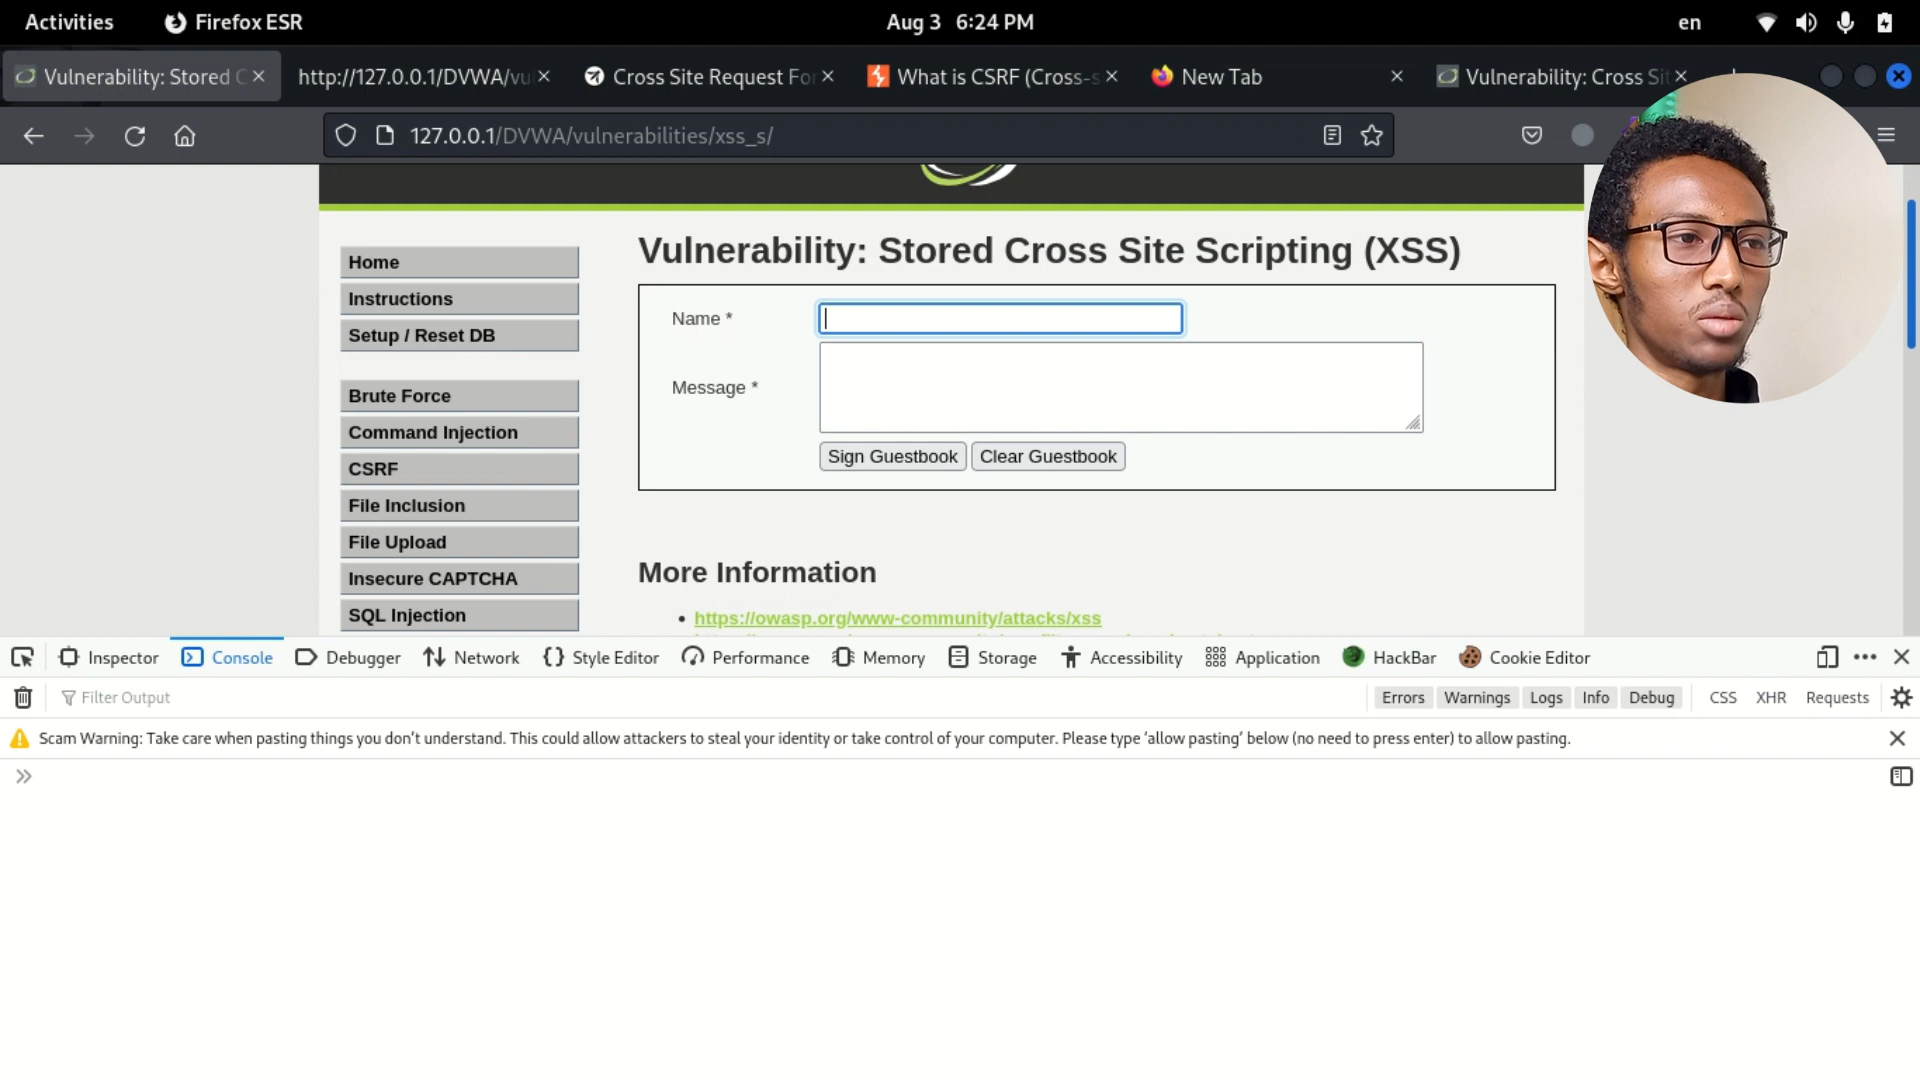 Activities
Firefox ESR
Aug 3 6:24 PM
en
Vulnerability: Stored C
http://127.0.0.1/DVWA/vu
Cross Site Request Fo
What is CSRF (Cross-s
New Tab
Vulnerability: Cross Sit
127.0.0.1/DVWA/vulnerabilities/xss_s/
Home
Instructions
Setup / Reset DB
Brute Force
Command Injection
CSRF
File Inclusion
File Upload
Insecure CAPTCHA
SQL Injection
Vulnerability: Stored Cross Site Scripting (XSS)
Name *
Message *
Sign Guestbook
Clear Guestbook
More Information
https://owasp.org/www-community/attacks/xss
Inspector
Console
Debugger
Network
Style Editor
Performance
Memory
Storage
Accessibility
Application
HackBar
Cookie Editor
Filter Output
Errors
Warnings
Logs
Info
Debug
CSS
XHR
Requests
Scam Warning: Take care when pasting things you don’t understand. This could allow attackers to steal your identity or take control of your computer. Please type ‘allow pasting’ below (no need to press enter) to allow pasting.